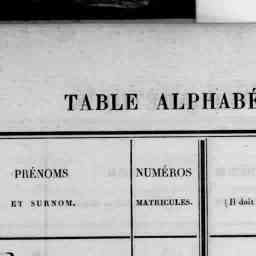 TABLE ALPHABÉ
PRÉNOMS
ET SURNOM.
NUMÉROS
MATRICULES.
(Il doit